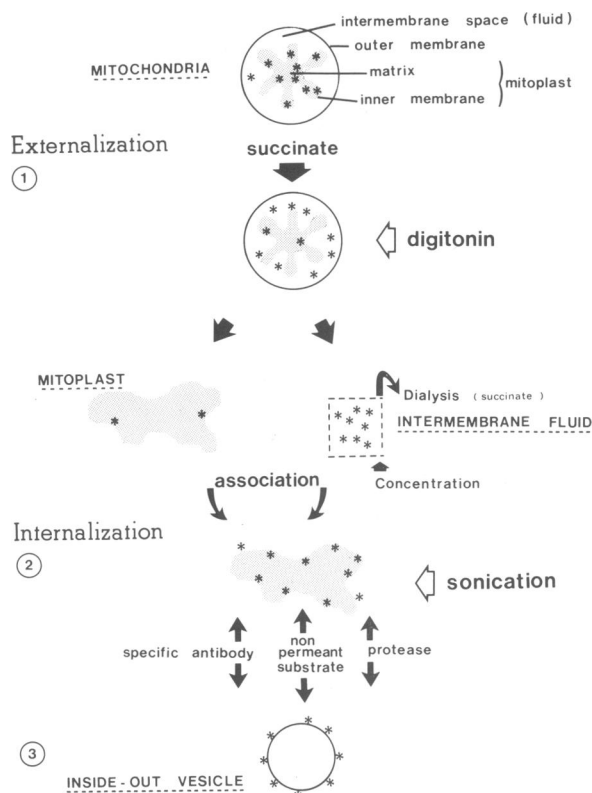 intermembrane space (fluid)
outer membrane
MITOCHONDRIA
matrix
mitoplast
inner membrane
Externalization
succinate
1
digitonin
MITOPLAST
Dialysis (succinate)
INTERMEMBRANE FLUID
association
Concentration
Internalization
2
sonication
specific antibody
non
permeant
substrate
protease
3
INSIDE-OUT VESICLE